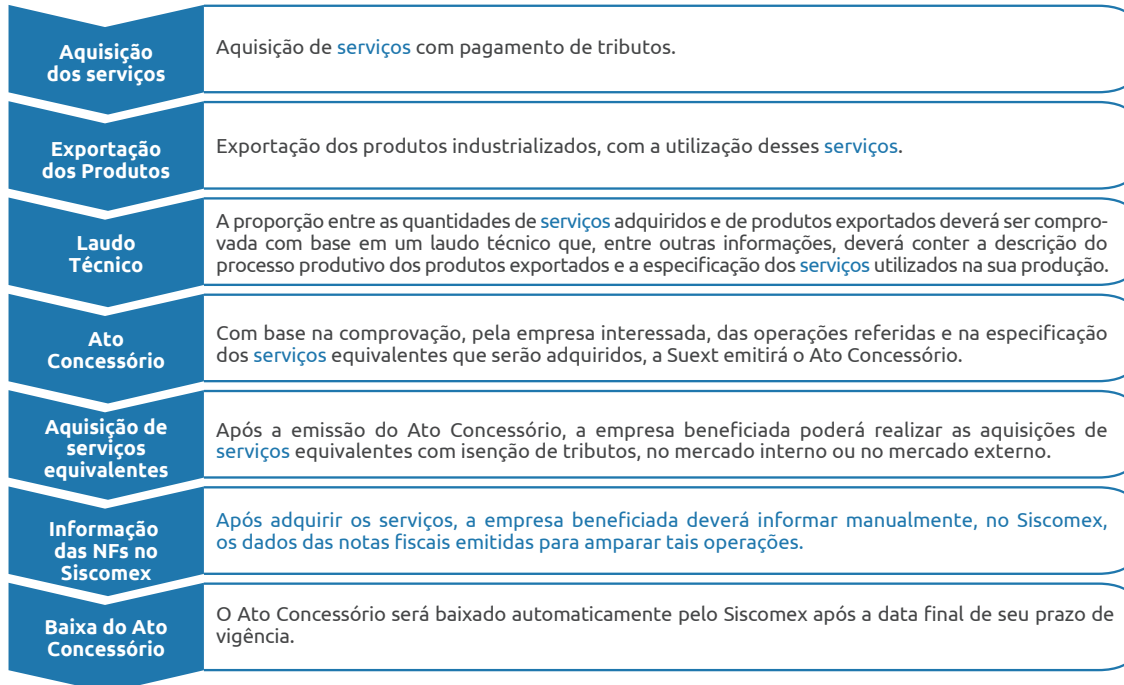 Aquisição
dos serviços
Aquisição de serviços com pagamento de tributos.
Exportação
dos Produtos
Exportação dos produtos industrializados, com a utilização desses serviços.
Laudo
Técnico
A proporção entre as quantidades de serviços adquiridos e de produtos exportados deverá ser compro-
vada com base em um laudo técnico que, entre outras informações, deverá conter a descrição do
processo produtivo dos produtos exportados e a especificação dos serviços utilizados na sua produção.
Ato
Concessório
Com base na comprovação, pela empresa interessada, das operações referidas e na especificação
dos serviços equivalentes que serão adquiridos, a Suext emitirá o Ato Concessório.
Aquisição de
serviços
equivalentes
Após a emissão do Ato Concessório, a empresa beneficiada poderá realizar as aquisições de
serviços equivalentes com isenção de tributos, no mercado interno ou no mercado externo.
Informação
das NFs no
Siscomex
Após adquirir os serviços, a empresa beneficiada deverá informar manualmente, no Siscomex,
os dados das notas fiscais emitidas para amparar tais operações.
Baixa do Ato
Concessório
O Ato Concessório será baixado automaticamente pelo Siscomex após a data final de seu prazo de
vigência.